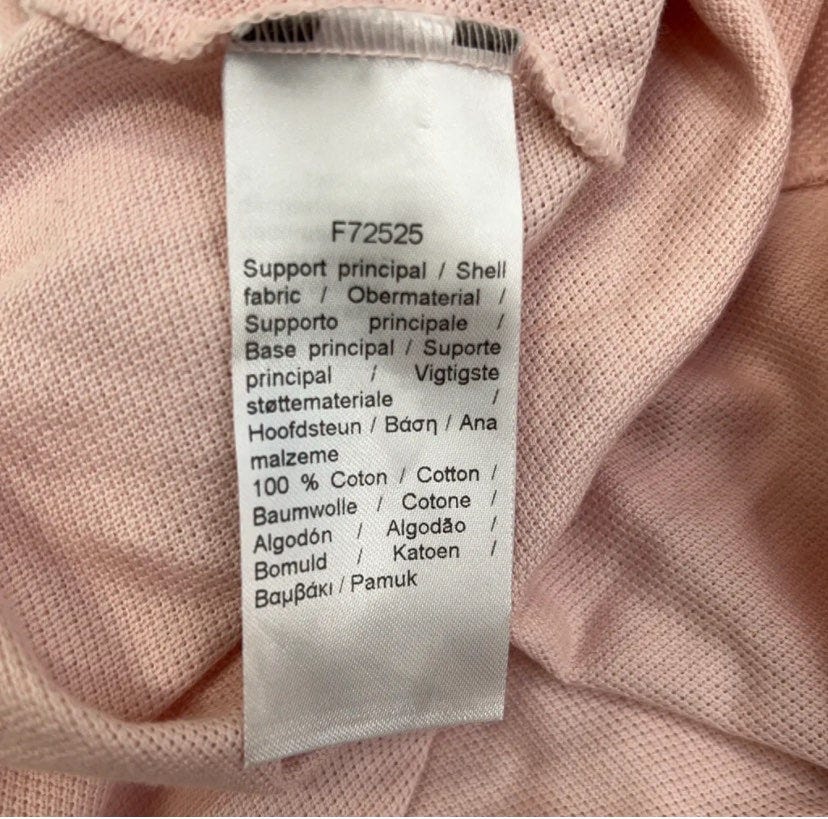 F72525
Support principal / Shell
fabric / Obermaterial /
Supporto principale /
Base principal / Suporte
principal / Vigtigste
støttemateriale /
Hoofdsteun / Βάση / Ana
malzeme
100 % Coton / Cotton /
Baumwolle / Cotone /
Algodón / Algodão /
Bomuld / Katoen /
Βαμβάκι / Pamuk